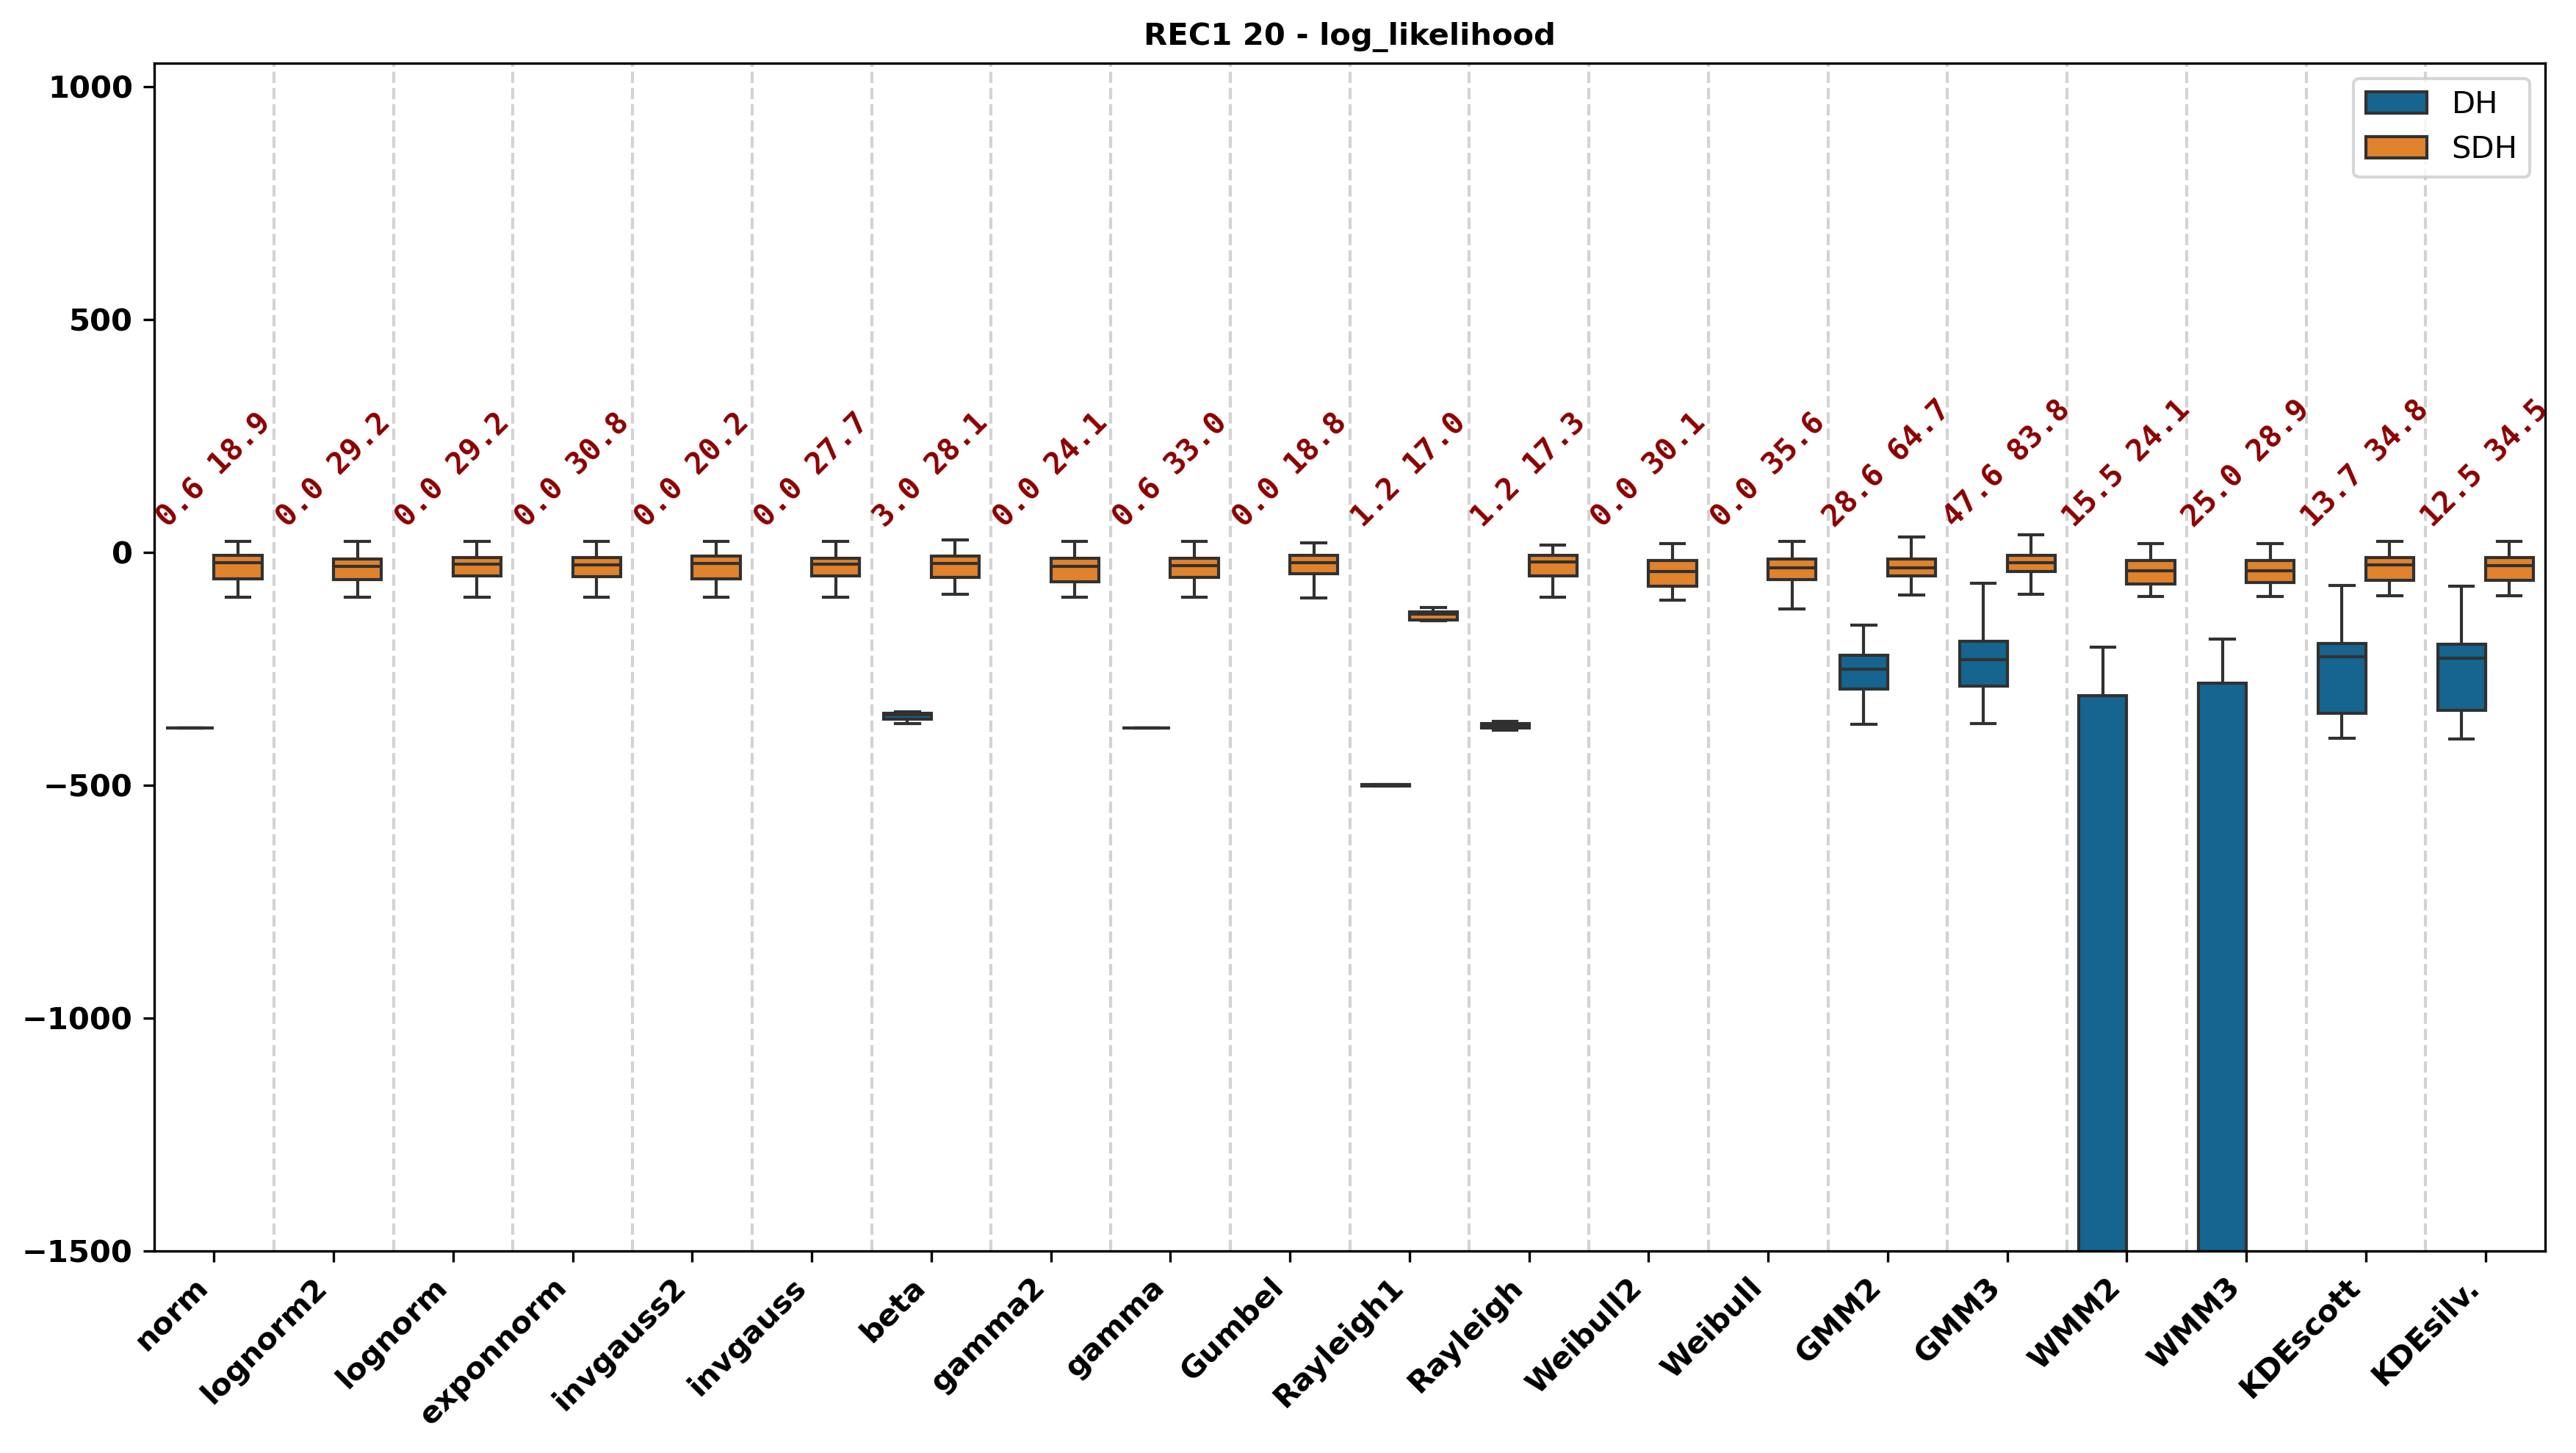 REC1 20 - log_likelihood
DH
SDH
1000
500
0
−500
−1000
−1500
0.6 18.9
0.0 29.2
0.0 29.2
0.0 30.8
0.0 20.2
0.0 27.7
3.0 28.1
0.0 24.1
0.6 33.0
0.0 18.8
1.2 17.0
1.2 17.3
0.0 30.1
0.0 35.6
28.6 64.7
47.6 83.8
15.5 24.1
25.0 28.9
13.7 34.8
12.5 34.5
norm
lognorm2
lognorm
exponnorm
invgauss2
invgauss
beta
gamma2
gamma
Gumbel
Rayleigh1
Rayleigh
Weibull2
Weibull
GMM2
GMM3
WMM2
WMM3
KDEscott
KDEsilv.